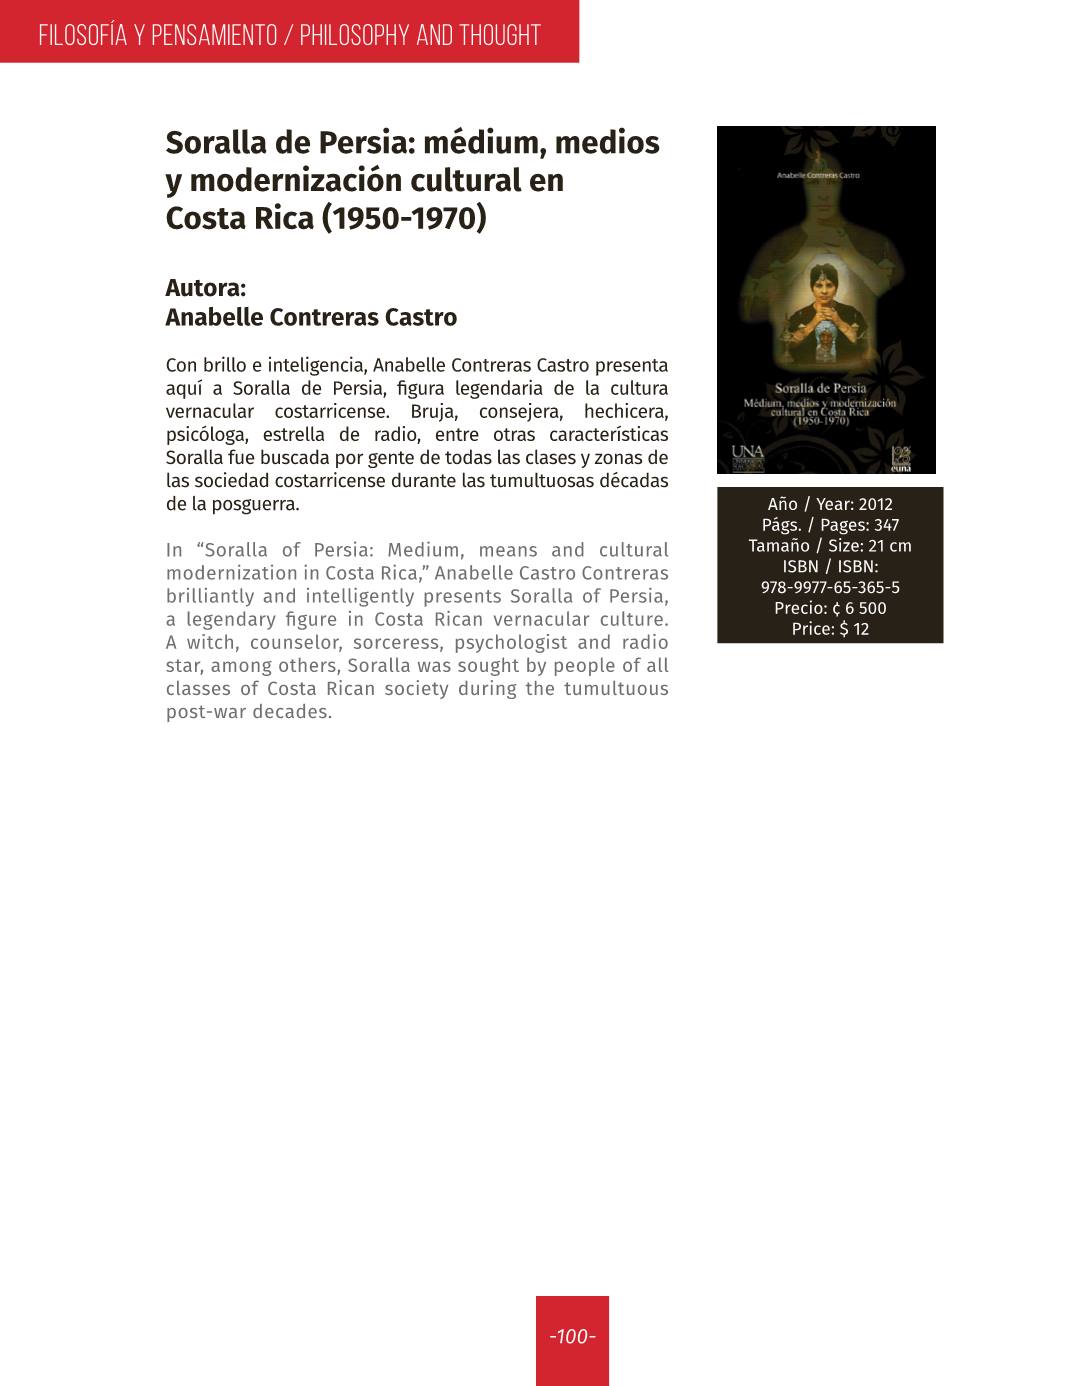 FILOSOFÍA Y PENSAMIENTO / PHILOSOPHY AND THOUGHT
Soralla de Persia: médium, medios
y modernización cultural en
Costa Rica (1950-1970)
Autora:
Anabelle Contreras Castro
Con brillo e inteligencia, Anabelle Contreras Castro presenta
aquí a Soralla de Persia, figura legendaria de la cultura
vernacular costarricense. Bruja, consejera, hechicera,
psicóloga, estrella de radio, entre otras características
Soralla fue buscada por gente de todas las clases y zonas de
las sociedad costarricense durante las tumultuosas décadas
de la posguerra.
In “Soralla of Persia: Medium, means and cultural
modernization in Costa Rica,” Anabelle Castro Contreras
brilliantly and intelligently presents Soralla of Persia,
a legendary figure in Costa Rican vernacular culture.
A witch, counselor, sorceress, psychologist and radio
star, among others, Soralla was sought by people of all
classes of Costa Rican society during the tumultuous
post-war decades.
Anabelle Contreras Castro
Soralla de Persia
Médium, medios y modernización
cultural en Costa Rica
(1950-1970)
UNA
euna
Año / Year: 2012
Págs. / Pages: 347
Tamaño / Size: 21 cm
ISBN / ISBN:
978-9977-65-365-5
Precio: ¢ 6 500
Price: $ 12
-100-